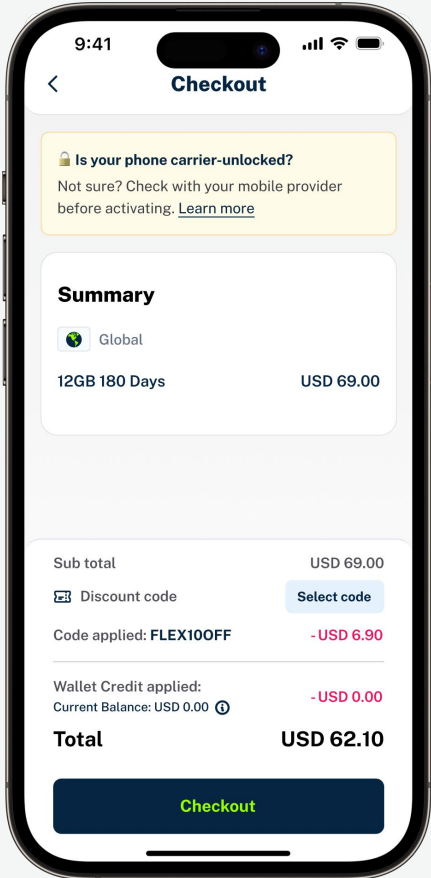 9:41
Checkout
Is your phone carrier-unlocked?
Not sure? Check with your mobile provider
before activating. Learn more
Summary
Global
12GB 180 Days USD 69.00
Sub total USD 69.00
Discount code Select code
Code applied: FLEX10OFF - USD 6.90
Wallet Credit applied:
Current Balance: USD 0.00 - USD 0.00
Total USD 62.10
Checkout